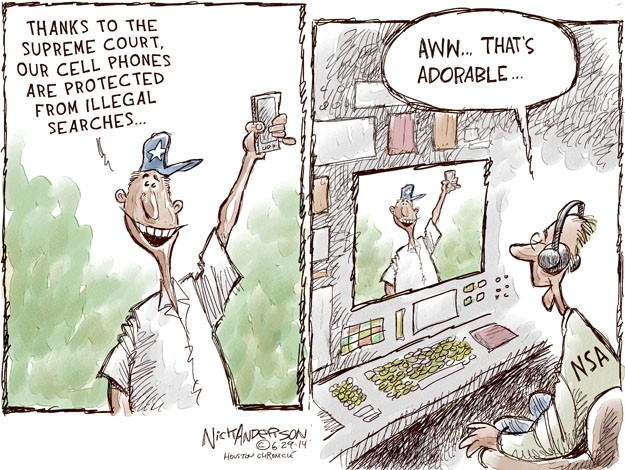 THANKS TO THE
SUPREME COURT,
OUR CELL PHONES
ARE PROTECTED
FROM ILLEGAL
SEARCHES...
AWW... THAT'S
ADORABLE...
NSA
NICK ANDERSON
© 6-29-14
HOUSTON CHRONICLE